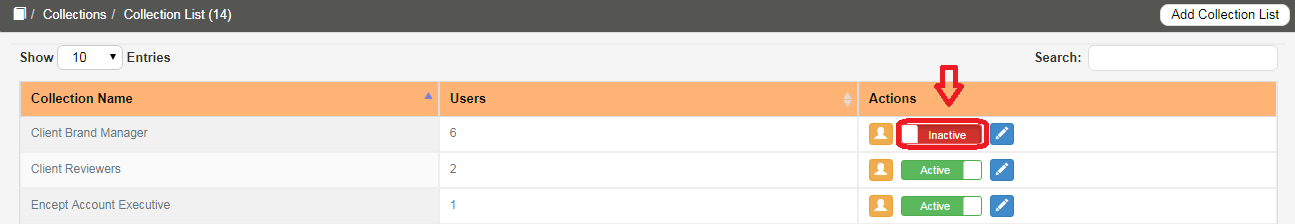 / Collections / Collection List (14) Add Collection List
Show 10 Entries Search:
Collection Name Users Actions
Client Brand Manager 6 Inactive
Client Reviewers 2 Active
Encept Account Executive 1 Active